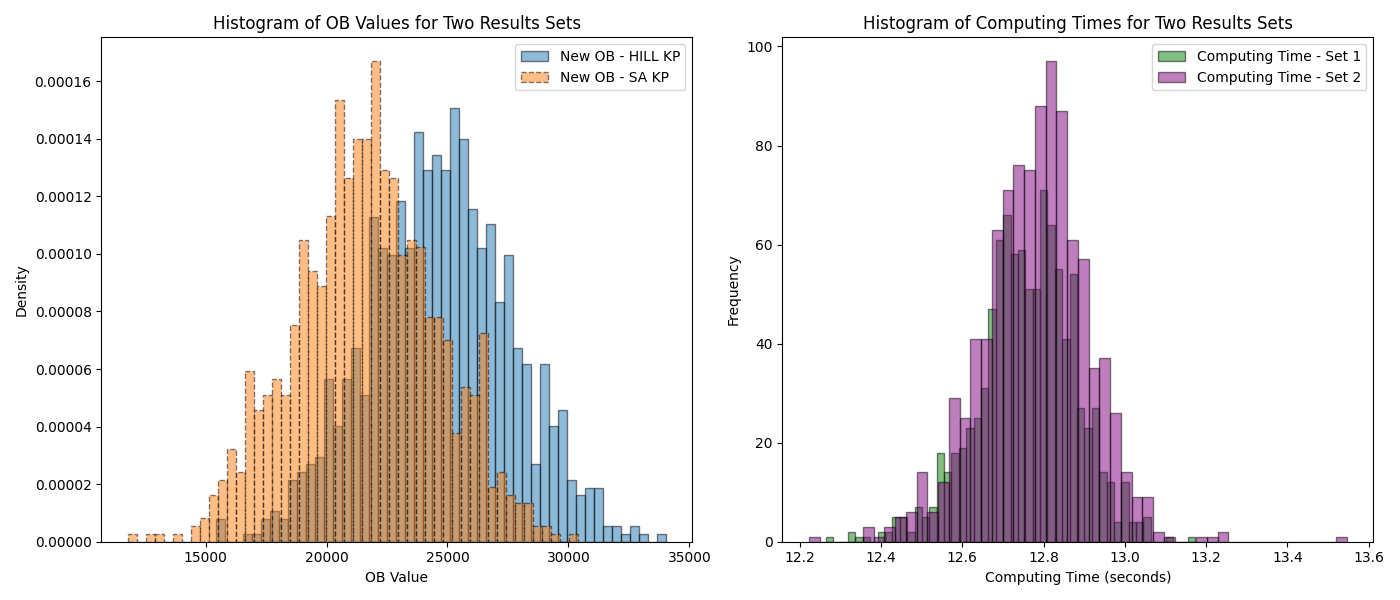 Histogram of OB Values for Two Results Sets
New OB - HILL KP
New OB - SA KP
0.00016
0.00014
0.00012
0.00010
0.00008
0.00006
0.00004
0.00002
0.00000
Density
15000 20000 25000 30000 35000
OB Value
Histogram of Computing Times for Two Results Sets
Computing Time - Set 1
Computing Time - Set 2
100
80
60
40
20
0
Frequency
12.2 12.4 12.6 12.8 13.0 13.2 13.4 13.6
Computing Time (seconds)